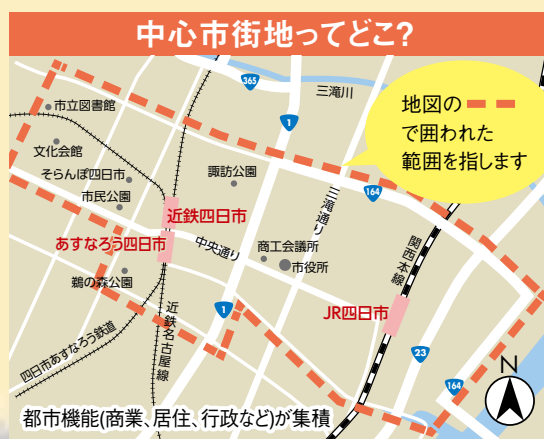 中心市街地ってどこ?
地図の
で囲われた
範囲を指します
365
三滝川
1
市立図書館
文化会館
そらんぽ四日市
市民公園
諏訪公園
三滝通り
164
近鉄四日市
あすなろう四日市
中央通り
商工会議所
市役所
関西本線
鵜の森公園
1
近鉄名古屋線
四日市あすなろう鉄道
JR四日市
23
164
N
都市機能(商業、居住、行政など)が集積